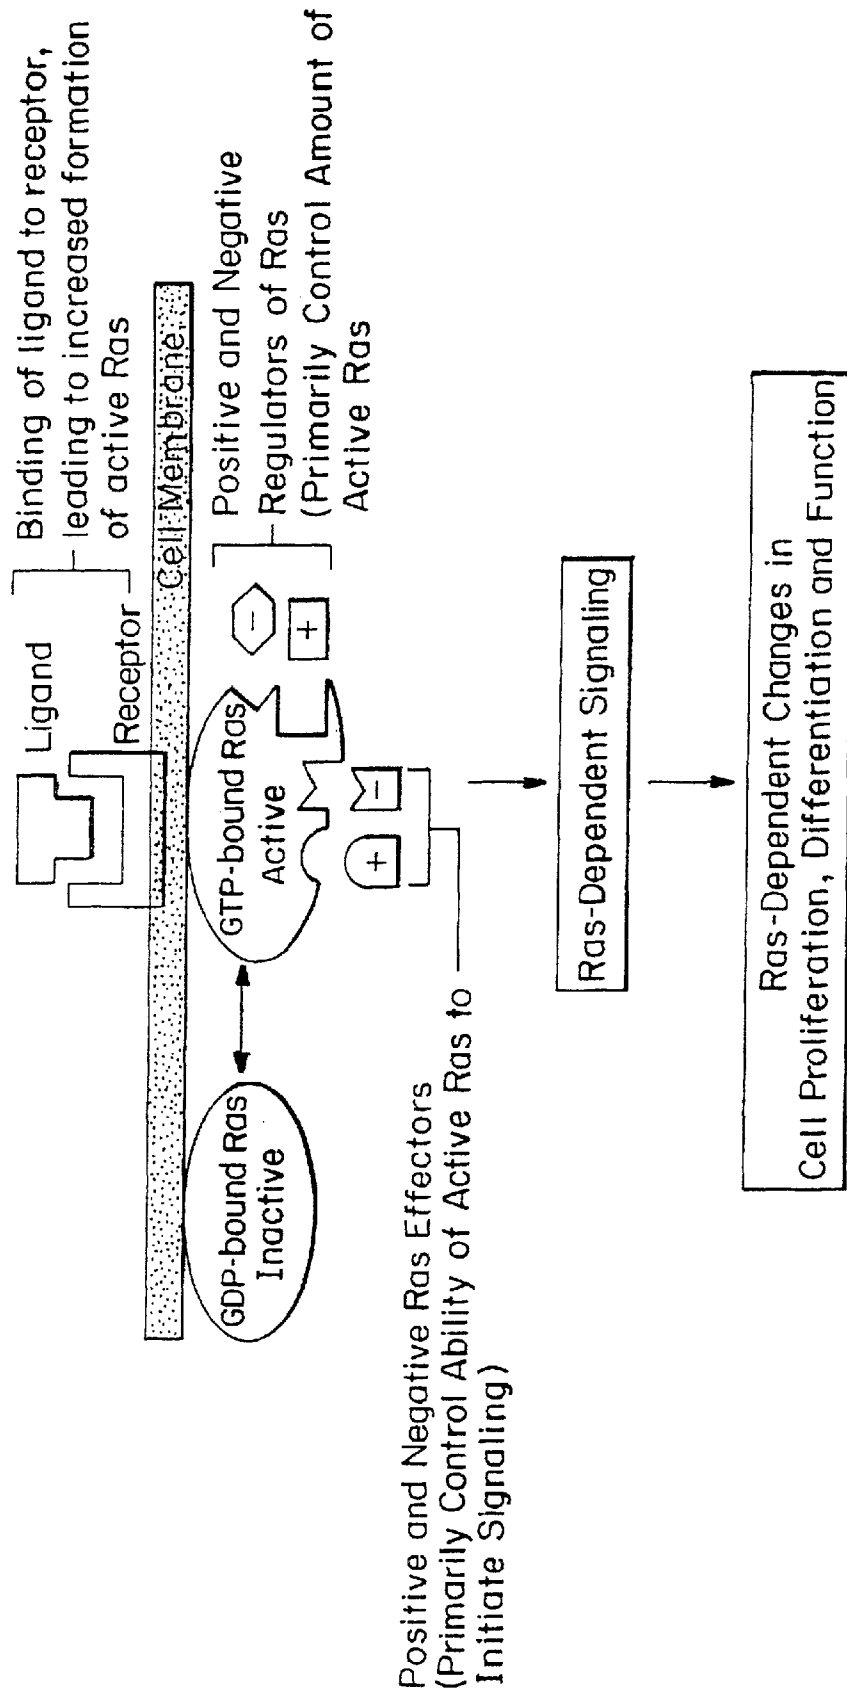 Binding of ligand to receptor,
leading to increased formation
of active Ras
Ligand
Receptor
Cell Membrane
GDP-bound Ras
Inactive
GTP-bound Ras
Active
−
+
Positive and Negative
Regulators of Ras
(Primarily Control Amount of
Active Ras
+
−
Positive and Negative Ras Effectors
(Primarily Control Ability of Active Ras to
Initiate Signaling)
Ras-Dependent Signaling
Ras-Dependent Changes in
Cell Proliferation, Differentiation and Function